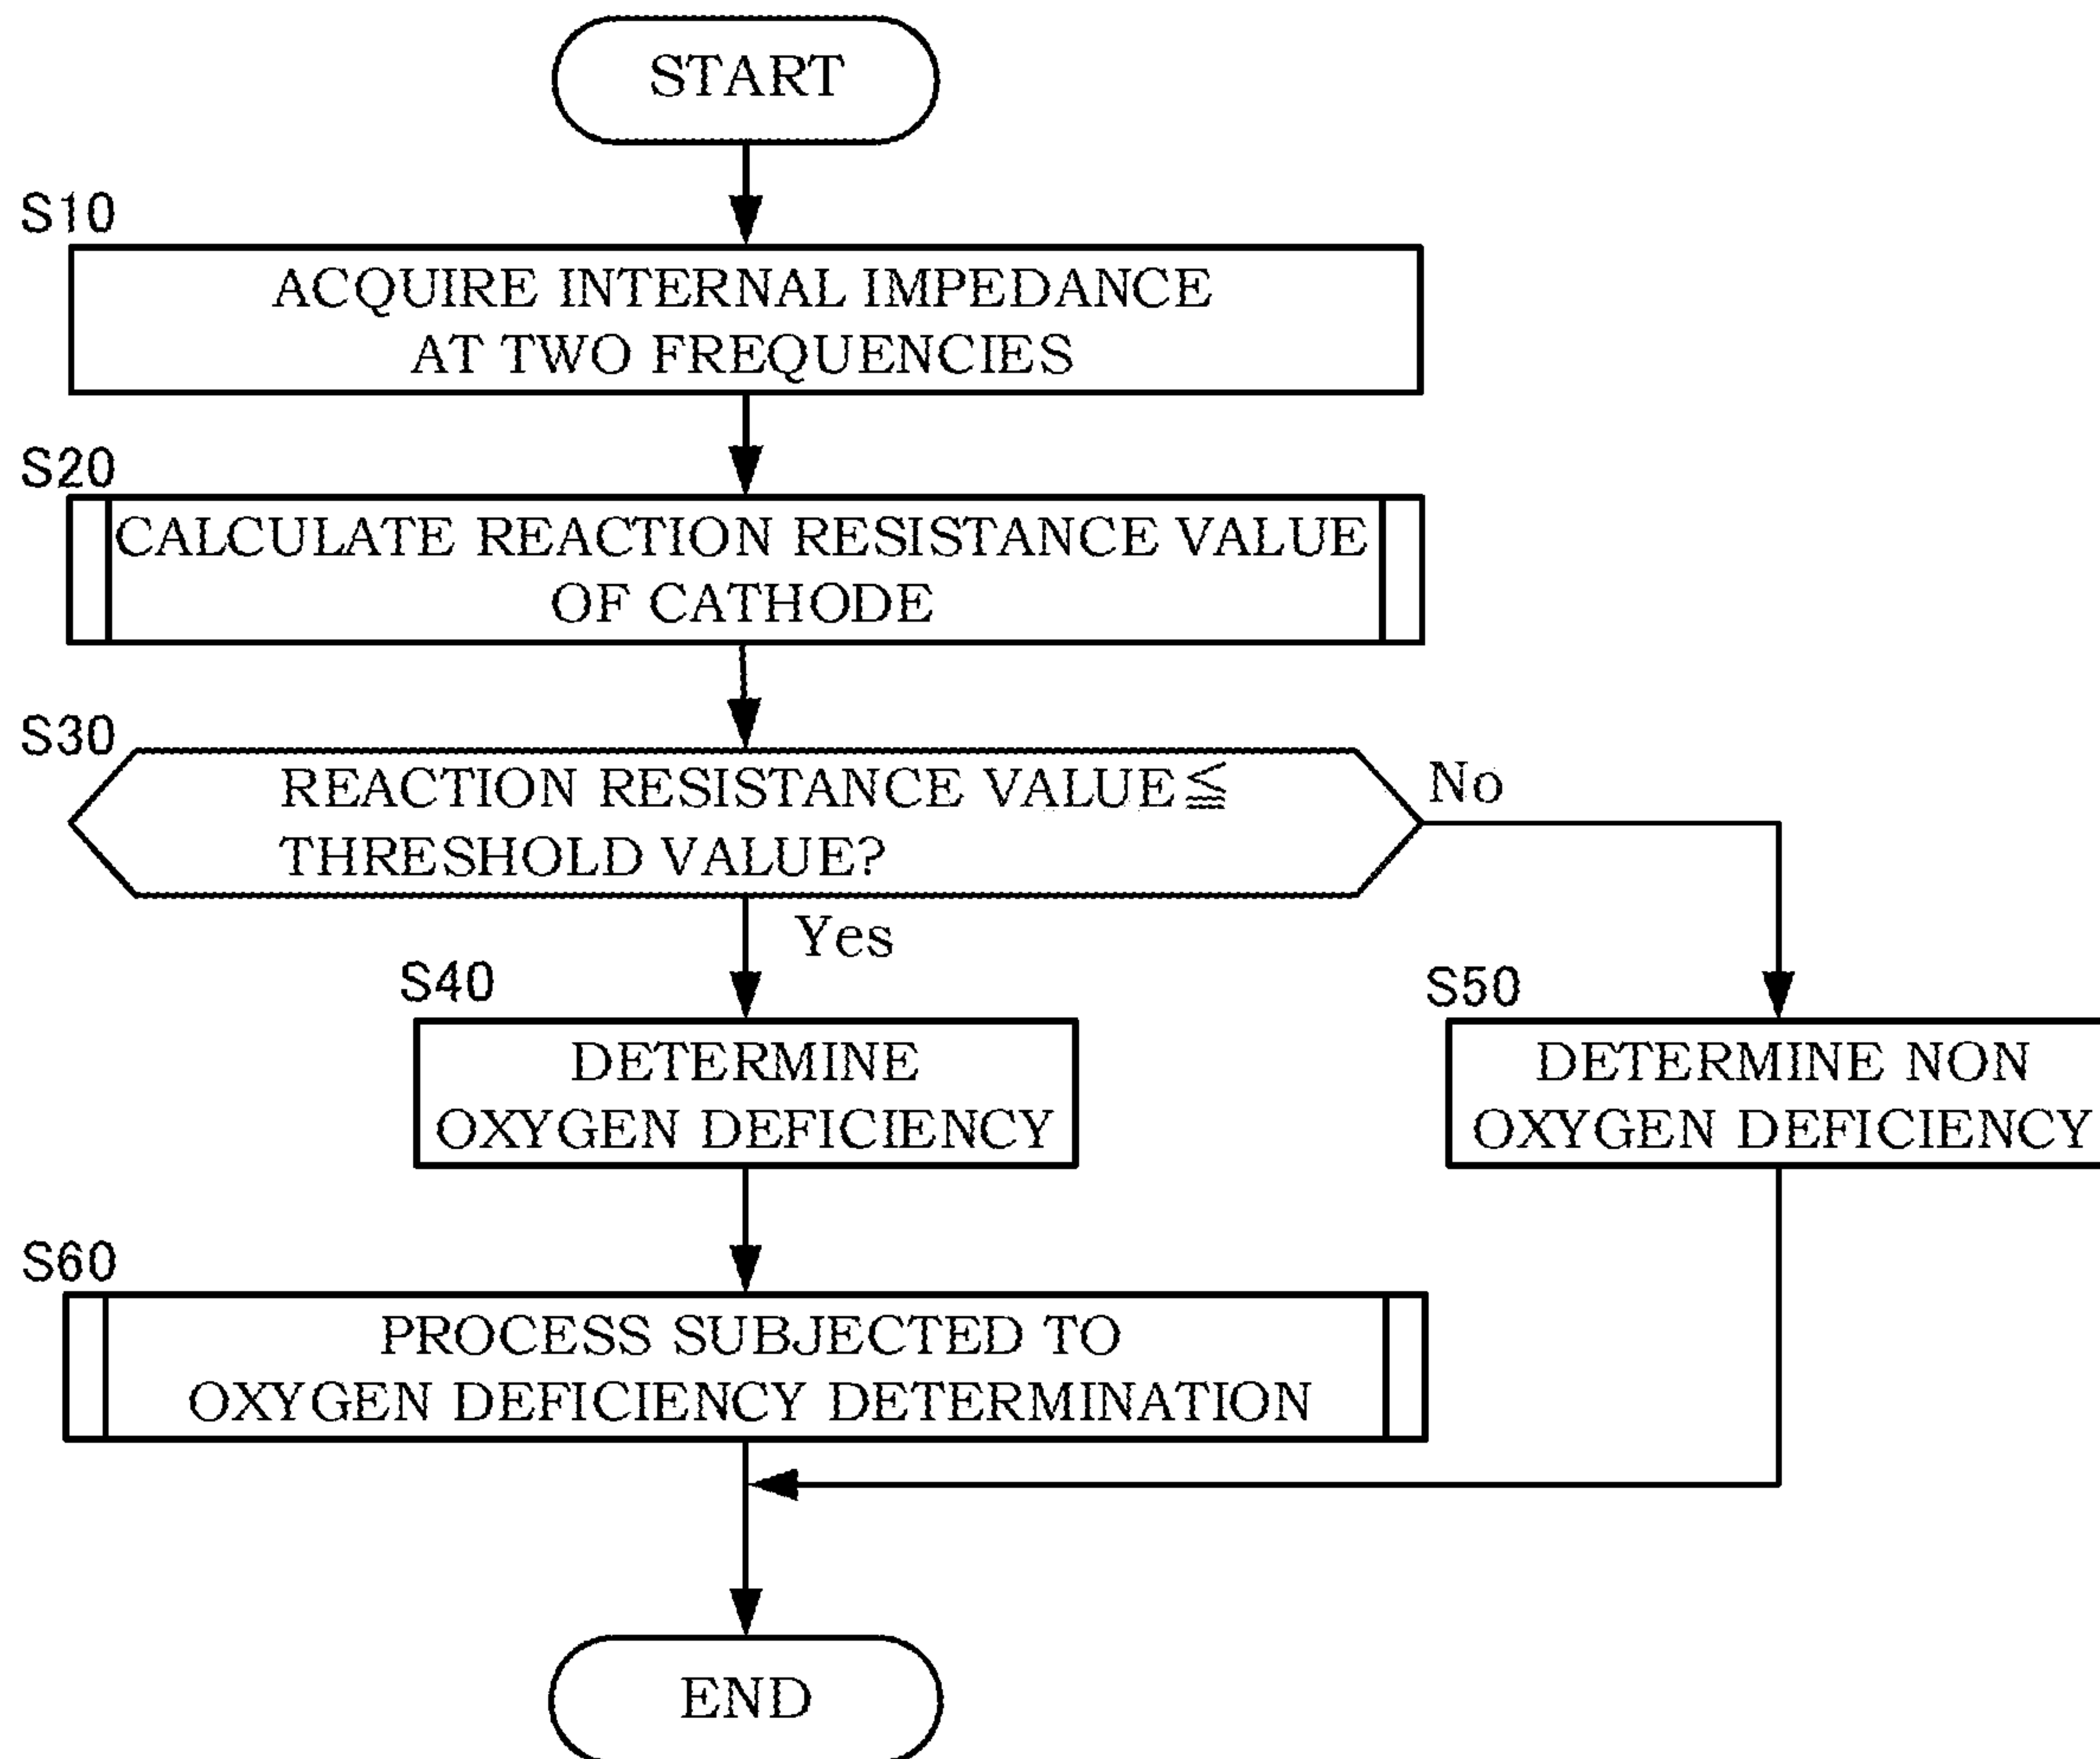 START
S10
ACQUIRE INTERNAL IMPEDANCE
AT TWO FREQUENCIES
S20
CALCULATE REACTION RESISTANCE VALUE
OF CATHODE
S30
REACTION RESISTANCE VALUE≦
THRESHOLD VALUE?
No
Yes
S40
DETERMINE
OXYGEN DEFICIENCY
S50
DETERMINE NON
OXYGEN DEFICIENCY
S60
PROCESS SUBJECTED TO
OXYGEN DEFICIENCY DETERMINATION
END